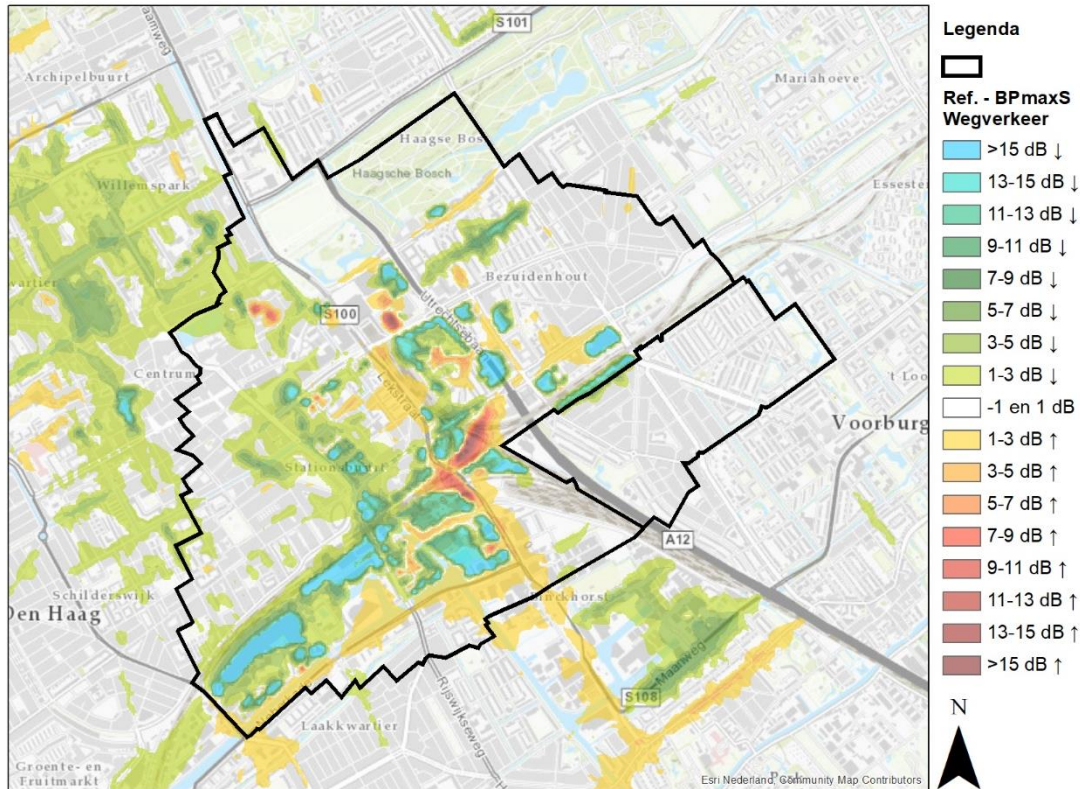 S101
Archipelbuurt
Mariahoeve
Haagse Bos
Haagsche Bosch
Willemspark
Bezuidenhout
Utrechtsebaan
S100
Centrum
Lekstraat
't Loo
Voorburg
Stationsbuurt
A12
Schilderswijk
Den Haag
Binckhorst
Maanweg
S108
Laakkwartier
Rijswijkseweg
Groente- en
Fruitmarkt
Esri Nederland, Community Map Contributors
Legenda
Ref. - BPmaxS
Wegverkeer
>15 dB ↓
13-15 dB ↓
11-13 dB ↓
9-11 dB ↓
7-9 dB ↓
5-7 dB ↓
3-5 dB ↓
1-3 dB ↓
-1 en 1 dB
1-3 dB ↑
3-5 dB ↑
5-7 dB ↑
7-9 dB ↑
9-11 dB ↑
11-13 dB ↑
13-15 dB ↑
>15 dB ↑
N